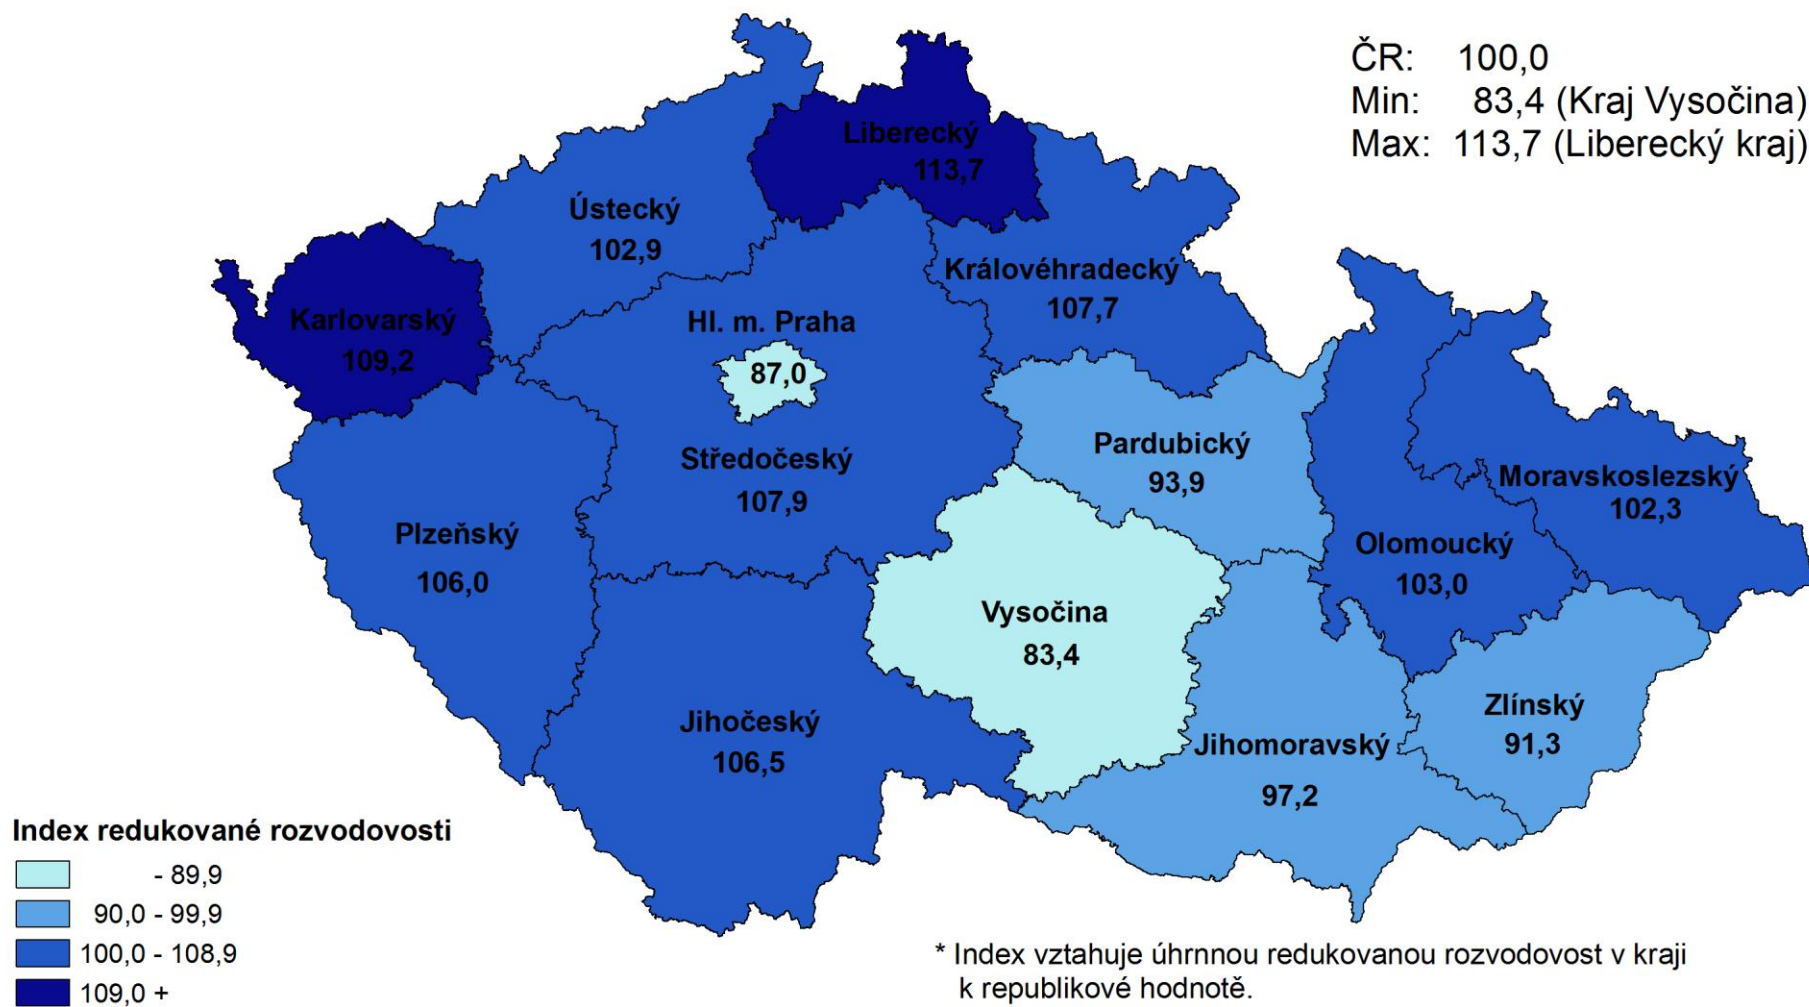 ČR: 100,0
Min: 83,4 (Kraj Vysočina)
Max: 113,7 (Liberecký kraj)
Liberecký
113,7
Ústecký
102,9
Královéhradecký
107,7
Karlovarský
109,2
Hl. m. Praha
87,0
Pardubický
93,9
Středočeský
107,9
Moravskoslezský
102,3
Plzeňský
106,0
Olomoucký
103,0
Vysočina
83,4
Jihočeský
106,5
Zlínský
91,3
Jihomoravský
97,2
Index redukované rozvodovosti
- 89,9
90,0 - 99,9
100,0 - 108,9
109,0 +
* Index vztahuje úhrnnou redukovanou rozvodovost v kraji
k republikové hodnotě.